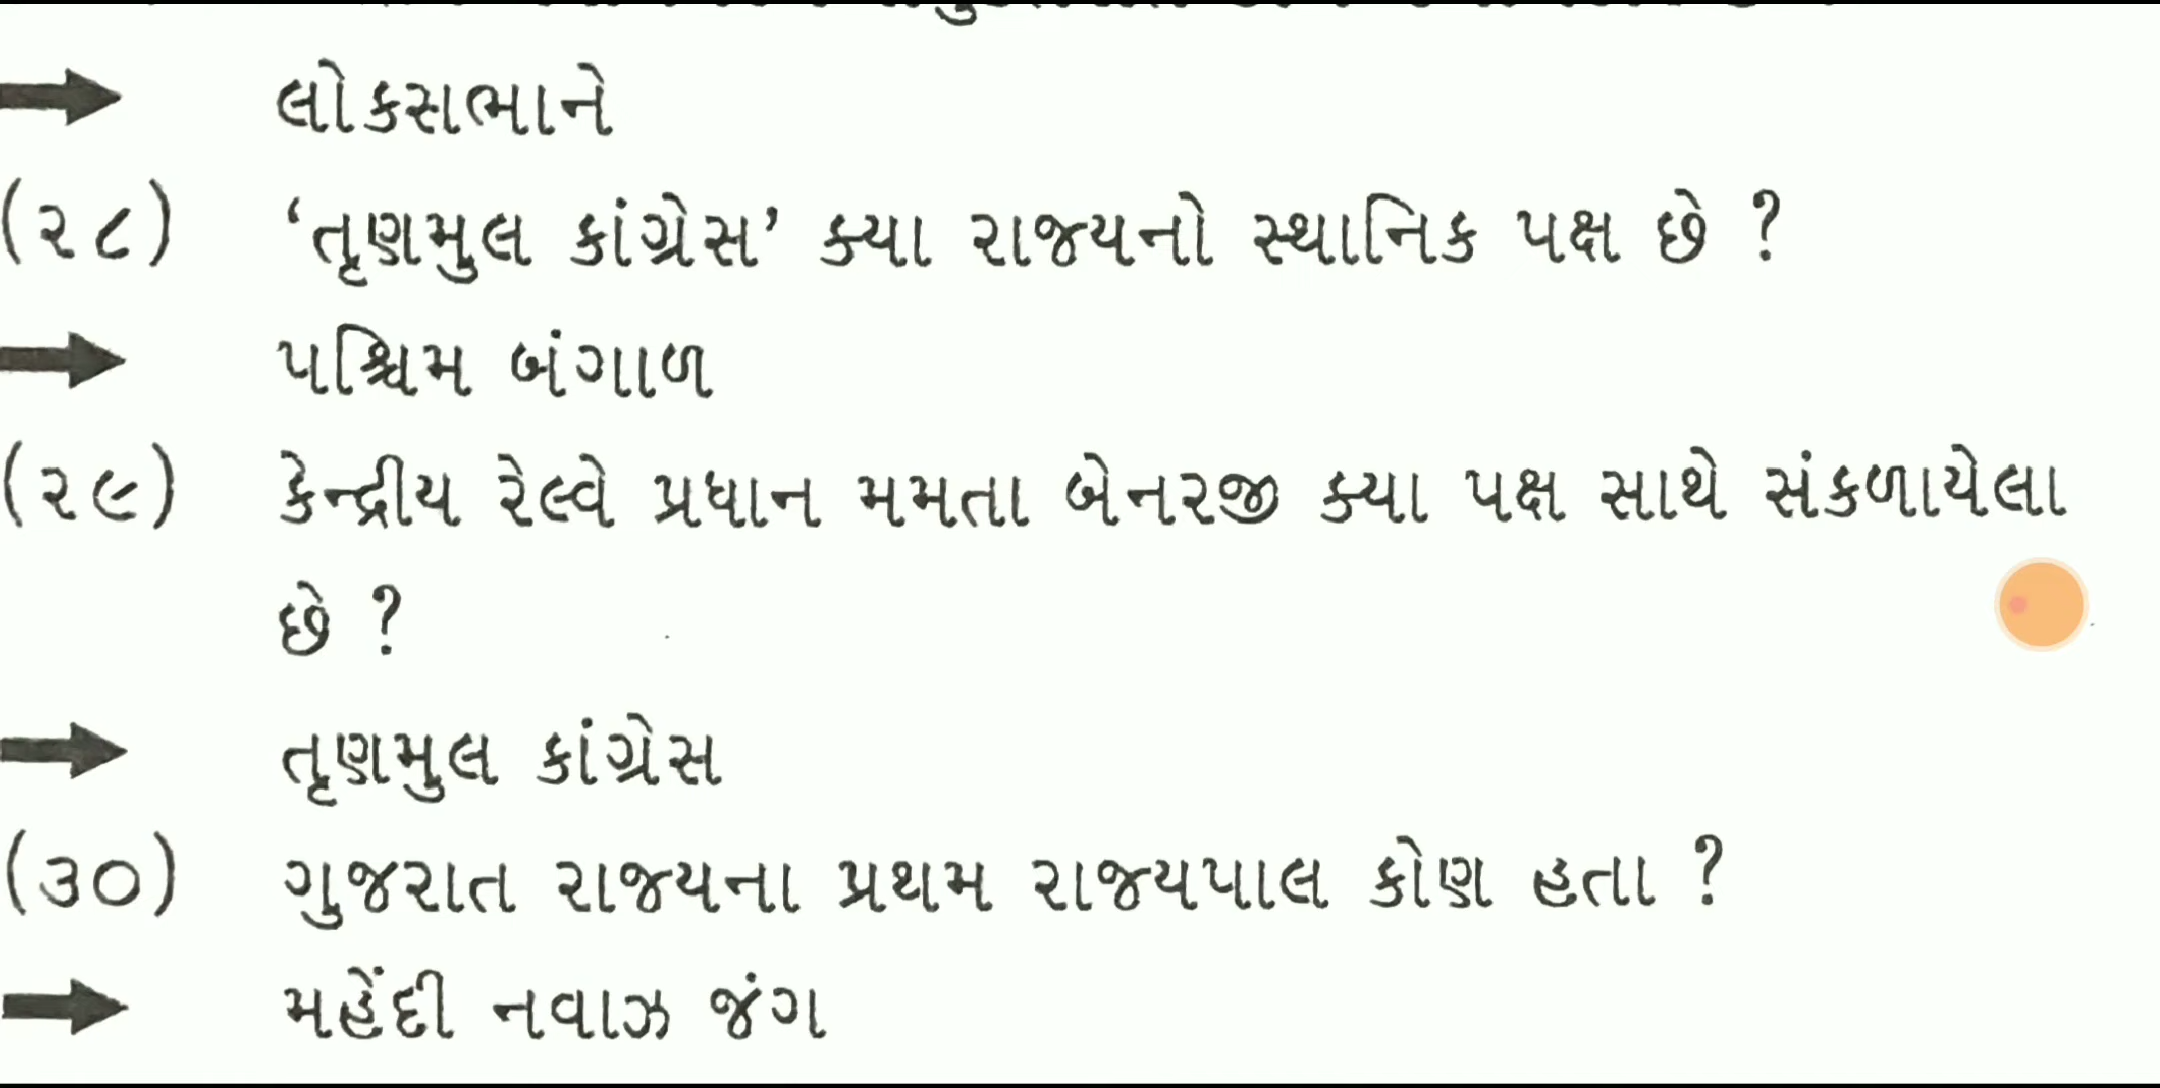 લોકસભાને
(૨૮) ‘તૃણમુલ કાંગ્રેસ’ ક્યા રાજ્યનો સ્થાનિક પક્ષ છે ?
પશ્ચિમ બંગાળ
(૨૯) કેન્દ્રીય રેલ્વે પ્રધાન મમતા બેનરજી ક્યા પક્ષ સાથે સંકળાયેલા
છે ?
તૃણમુલ કાંગ્રેસ
(૩૦) ગુજરાત રાજ્યના પ્રથમ રાજ્યપાલ કોણ હતા ?
મહેંદી નવાઝ જંગ